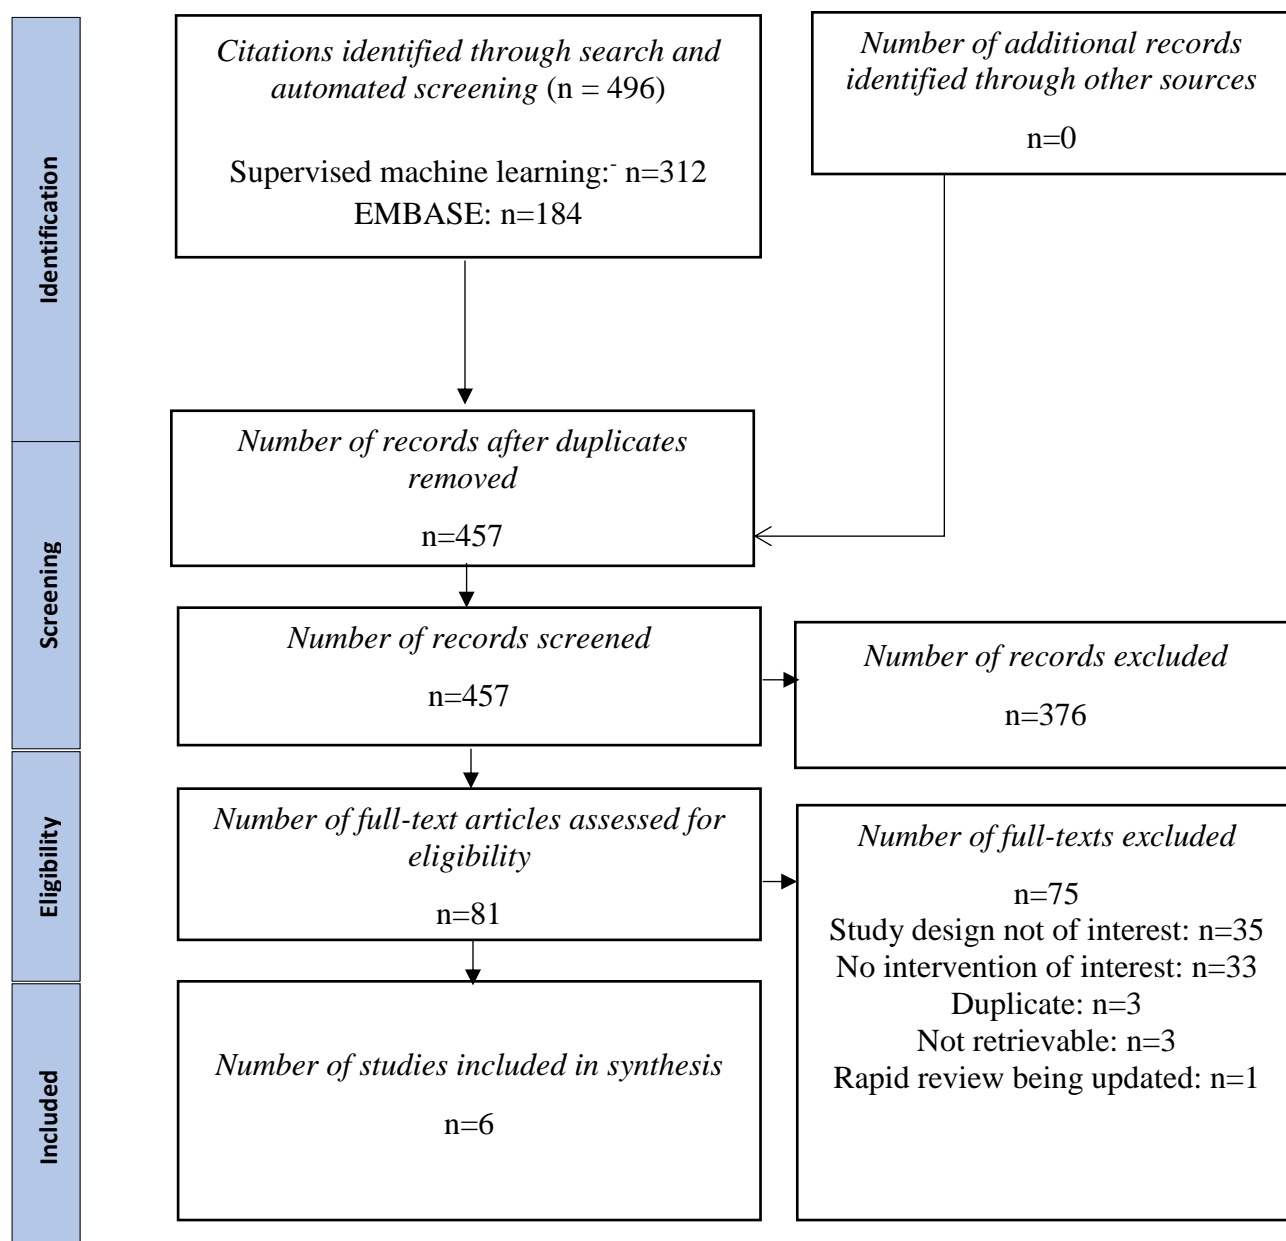 Identification
Citations identified through search and
automated screening (n = 496)
Supervised machine learning:- n=312
EMBASE: n=184
Number of additional records
identified through other sources
n=0
Screening
Number of records after duplicates
removed
n=457
Number of records screened
n=457
Number of records excluded
n=376
Eligibility
Number of full-text articles assessed for
eligibility
n=81
Number of full-texts excluded
n=75
Study design not of interest: n=35
No intervention of interest: n=33
Duplicate: n=3
Not retrievable: n=3
Rapid review being updated: n=1
Included
Number of studies included in synthesis
n=6